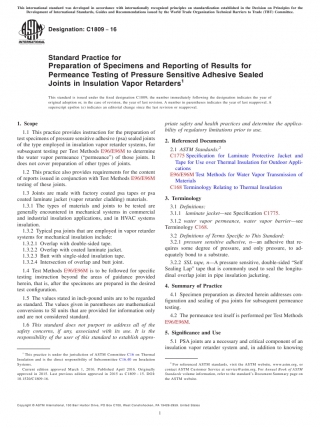 This international standard was developed in accordance with internationally recognized principles on standardization established in the Decision on Principles for the
Development of International Standards, Guides and Recommendations issued by the World Trade Organization Technical Barriers to Trade (TBT) Committee.
Designation: C1809 − 16
INTERNATIONAL
Standard Practice for
Preparation of Specimens and Reporting of Results for
Permeance Testing of Pressure Sensitive Adhesive Sealed
Joints in Insulation Vapor Retarders¹
This standard is issued under the fixed designation C1809; the number immediately following the designation indicates the year of
original adoption or, in the case of revision, the year of last revision. A number in parentheses indicates the year of last reapproval. A
superscript epsilon (ε) indicates an editorial change since the last revision or reapproval.
1. Scope
1.1 This practice provides instruction for the preparation of
test specimens of pressure sensitive adhesive (psa) sealed joints
of the type employed in insulation vapor retarder systems, for
subsequent testing per Test Methods E96/E96M to determine
the water vapor permeance (“permeance”) of those joints. It
does not cover preparation of other types of joints.
1.2 This practice also provides requirements for the content
of reports issued in conjunction with Test Methods E96/E96M
testing of those joints.
1.3 Joints are made with factory coated psa tapes or psa
coated laminate jacket (vapor retarder cladding) materials.
1.3.1 The types of materials and joints to be tested are
generally encountered in mechanical systems in commercial
and industrial insulation applications, and in HVAC systems
insulation.
1.3.2 Typical psa joints that are employed in vapor retarder
systems for mechanical insulation include:
1.3.2.1 Overlap with double-sided tape.
1.3.2.2 Overlap with coated laminate jacket.
1.3.2.3 Butt with single-sided insulation tape.
1.3.2.4 Intersection of overlap and butt joint.
1.4 Test Methods E96/E96M is to be followed for specific
testing instruction beyond the areas of guidance provided
herein, that is, after the specimens are prepared in the desired
test configuration.
1.5 The values stated in inch-pound units are to be regarded
as standard. The values given in parentheses are mathematical
conversions to SI units that are provided for information only
and are not considered standard.
1.6 This standard does not purport to address all of the
safety concerns, if any, associated with its use. It is the
responsibility of the user of this standard to establish appro-
¹ This practice is under the jurisdiction of ASTM Committee C16 on Thermal
Insulation and is the direct responsibility of Subcommittee C16.40 on Insulation
Systems.
Current edition approved March 1, 2016. Published April 2016. Originally
approved in 2015. Last previous edition approved in 2015 as C1809 – 15. DOI:
10.1520/C1809-16.
priate safety and health practices and determine the applica-
bility of regulatory limitations prior to use.
2. Referenced Documents
2.1 ASTM Standards:²
C1775 Specification for Laminate Protective Jacket and
Tape for Use over Thermal Insulation for Outdoor Appli-
cations
E96/E96M Test Methods for Water Vapor Transmission of
Materials
C168 Terminology Relating to Thermal Insulation
3. Terminology
3.1 Definitions:
3.1.1 laminate jacket—see Specification C1775.
3.1.2 water vapor permeance, water vapor barrier—see
Terminology C168.
3.2 Definitions of Terms Specific to This Standard:
3.2.1 pressure sensitive adhesive, n—an adhesive that re-
quires some degree of pressure, and only pressure, to ad-
equately bond to a substrate.
3.2.2 SSL tape, n—A pressure sensitive, double-sided “Self
Sealing Lap” tape that is commonly used to seal the longitu-
dinal overlap joint in pipe insulation jacketing.
4. Summary of Practice
4.1 Specimen preparation as directed herein addresses con-
figuration and sealing of psa joints for subsequent permeance
testing.
4.2 The permeance test itself is performed per Test Methods
E96/E96M.
5. Significance and Use
5.1 PSA joints are a necessary and critical component of an
insulation vapor retarder system and, in addition to knowing
² For referenced ASTM standards, visit the ASTM website, www.astm.org, or
contact ASTM Customer Service at service@astm.org. For Annual Book of ASTM
Standards volume information, refer to the standard’s Document Summary page on
the ASTM website.
Copyright © ASTM International, 100 Barr Harbor Drive, PO Box C700, West Conshohocken, PA 19428-2959. United States
1